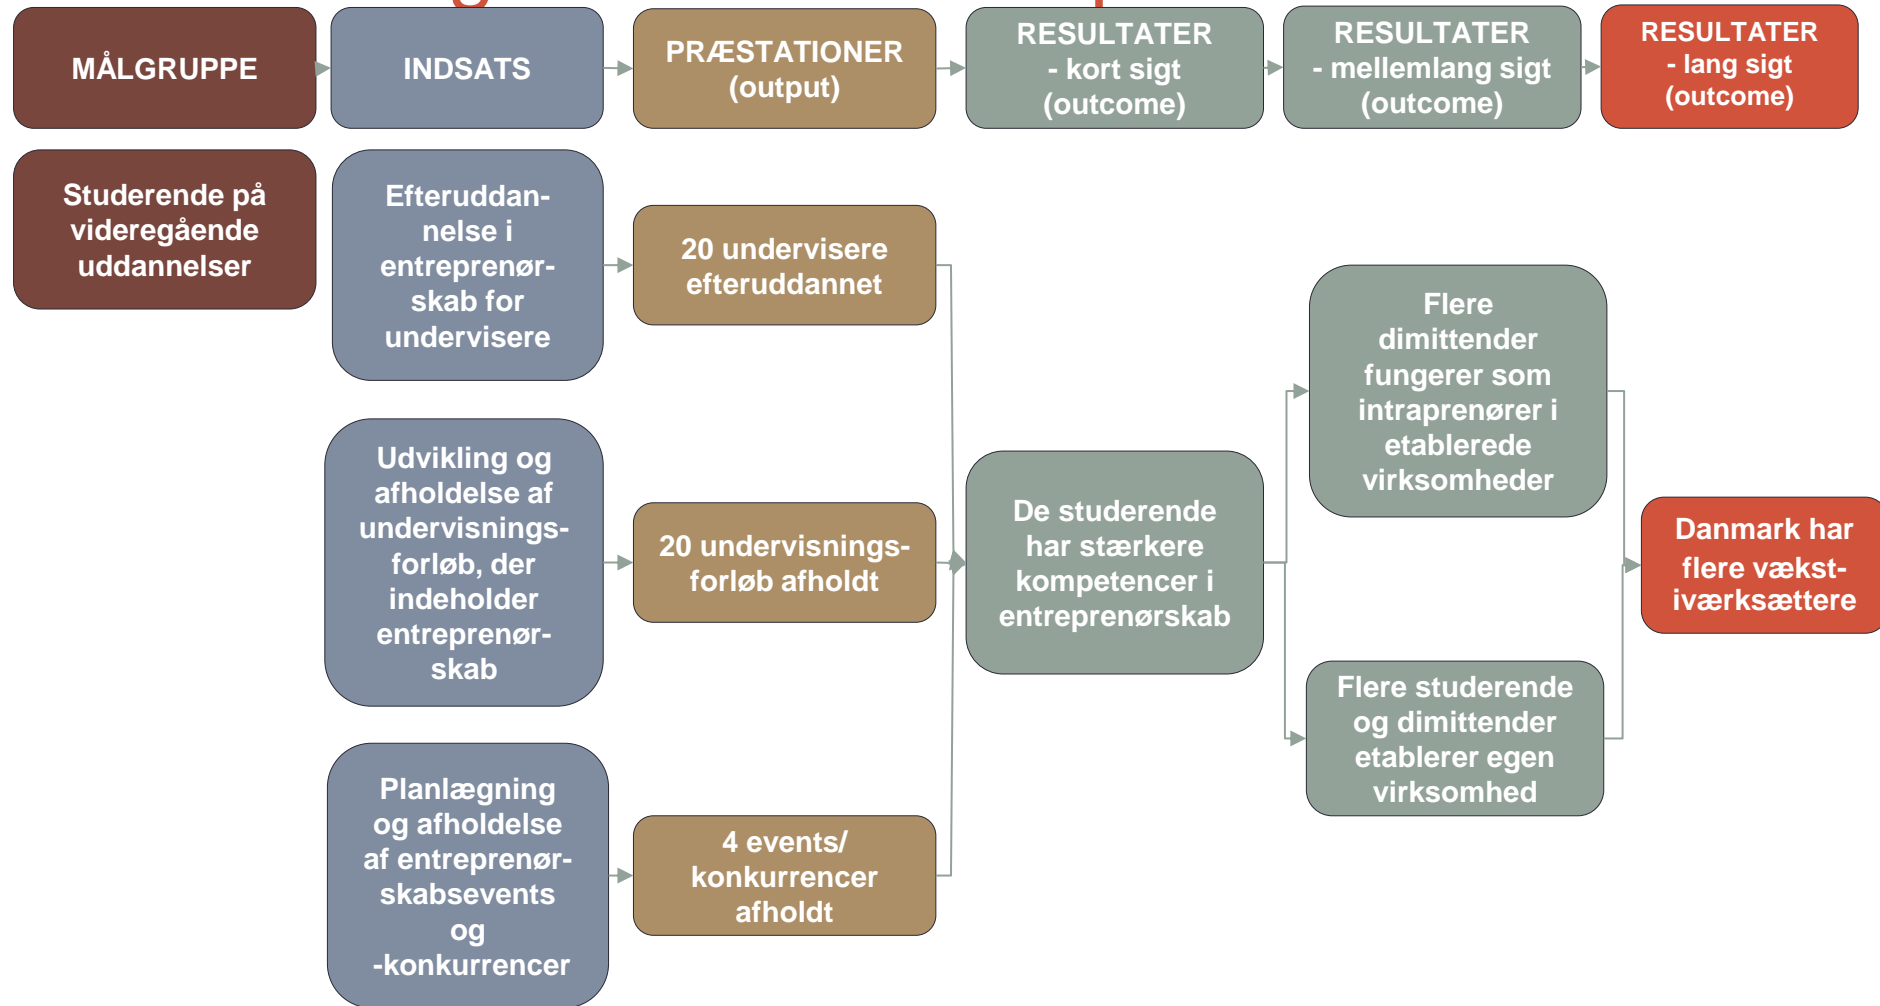 MÅLGRUPPE
INDSATS
PRÆSTATIONER
(output)
RESULTATER
- kort sigt
(outcome)
RESULTATER
- mellemlang sigt
(outcome)
RESULTATER
- lang sigt
(outcome)
Studerende på
videregående
uddannelser
Efteruddan-
nelse i
entreprenør-
skab for
undervisere
20 undervisere
efteruddannet
Udvikling og
afholdelse af
undervisnings-
forløb, der
indeholder
entreprenør-
skab
20 undervisnings-
forløb afholdt
Planlægning
og afholdelse
af entreprenør-
skabsevents
og
-konkurrencer
4 events/
konkurrencer
afholdt
De studerende
har stærkere
kompetencer i
entreprenørskab
Flere
dimittender
fungerer som
intraprenører i
etablerede
virksomheder
Flere studerende
og dimittender
etablerer egen
virksomhed
Danmark har
flere vækst-
iværksættere